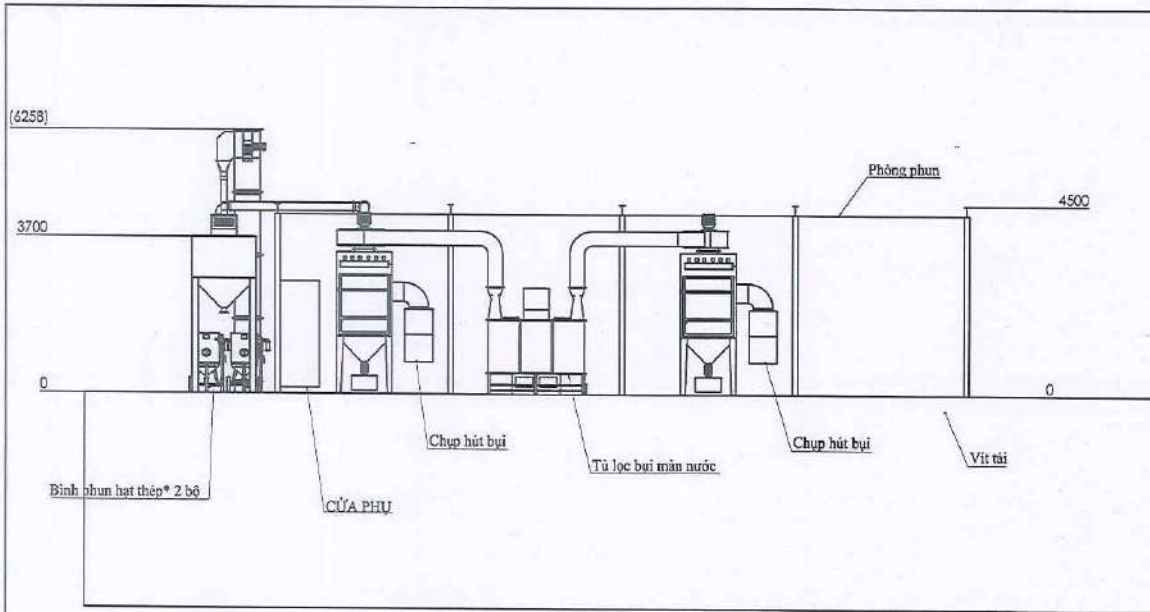 (6258)
Phòng phun
4500
3700
0
0
Chụp hút bụi
Chụp hút bụi
Vít tải
Tủ lọc bụi màn nước
Bình phun hạt thép* 2 bộ
CỬA PHỤ